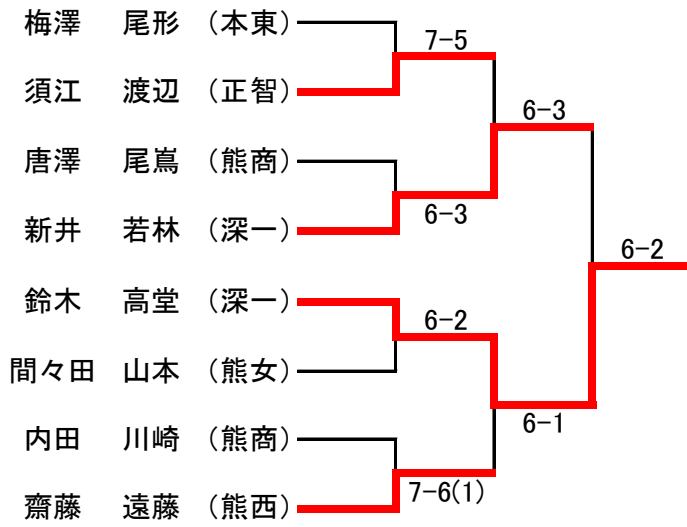 梅澤 尾形 (本東)
7-5
須江 渡辺 (正智)
6-3
唐澤 尾嶌 (熊商)
6-3
新井 若林 (深一)
6-2
鈴木 高堂 (深一)
6-2
間々田 山本 (熊女)
6-1
内田 川崎 (熊商)
7-6(1)
齋藤 遠藤 (熊西)